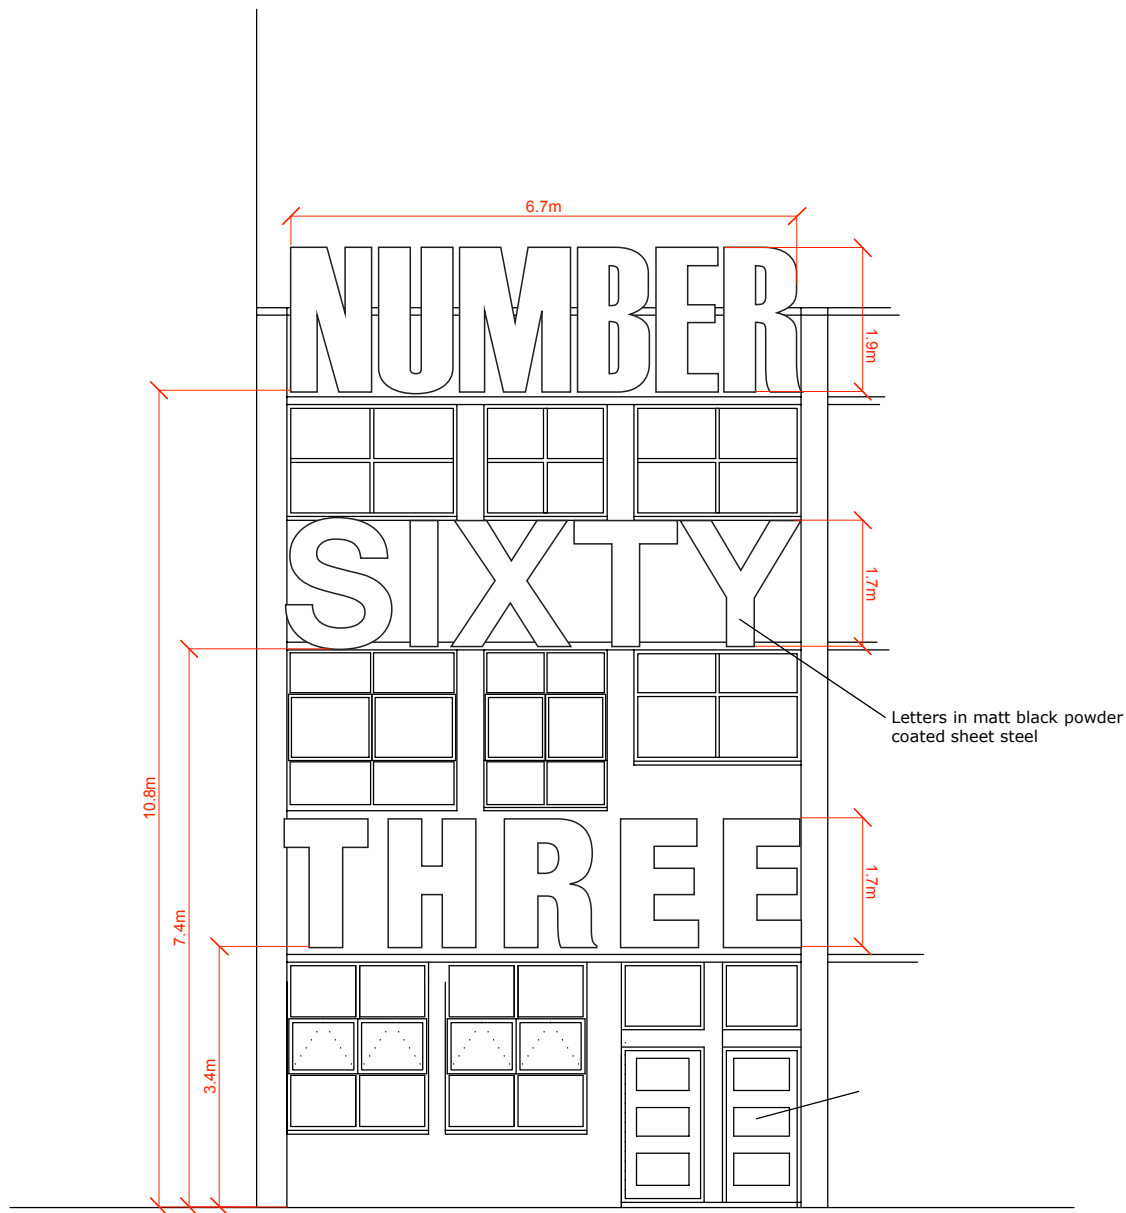 6.7m
NUMBER
1.9m
SIXTY
1.7m
Letters in matt black powder
coated sheet steel
10.8m
THREE
1.7m
7.4m
3.4m